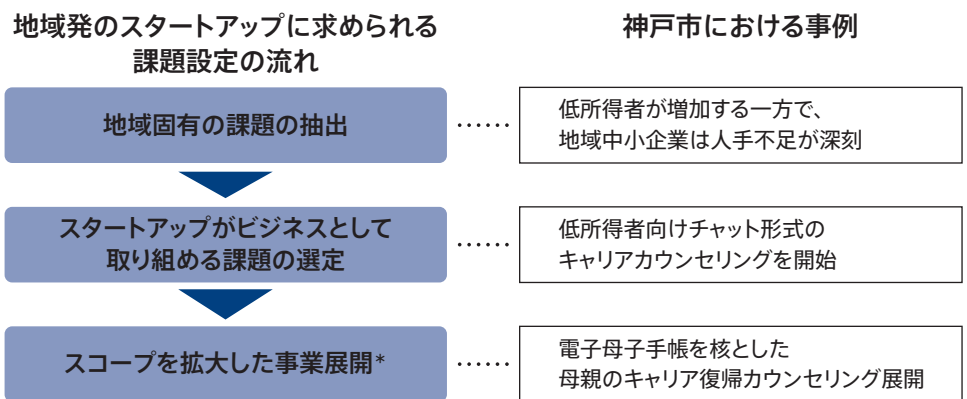 地域発のスタートアップに求められる
課題設定の流れ
神戸市における事例
地域固有の課題の抽出
……
低所得者が増加する一方で、
地域中小企業は人手不足が深刻
スタートアップがビジネスとして
取り組める課題の選定
……
低所得者向けチャット形式の
キャリアカウンセリングを開始
スコープを拡大した事業展開*
……
電子母子手帳を核とした
母親のキャリア復帰カウンセリング展開